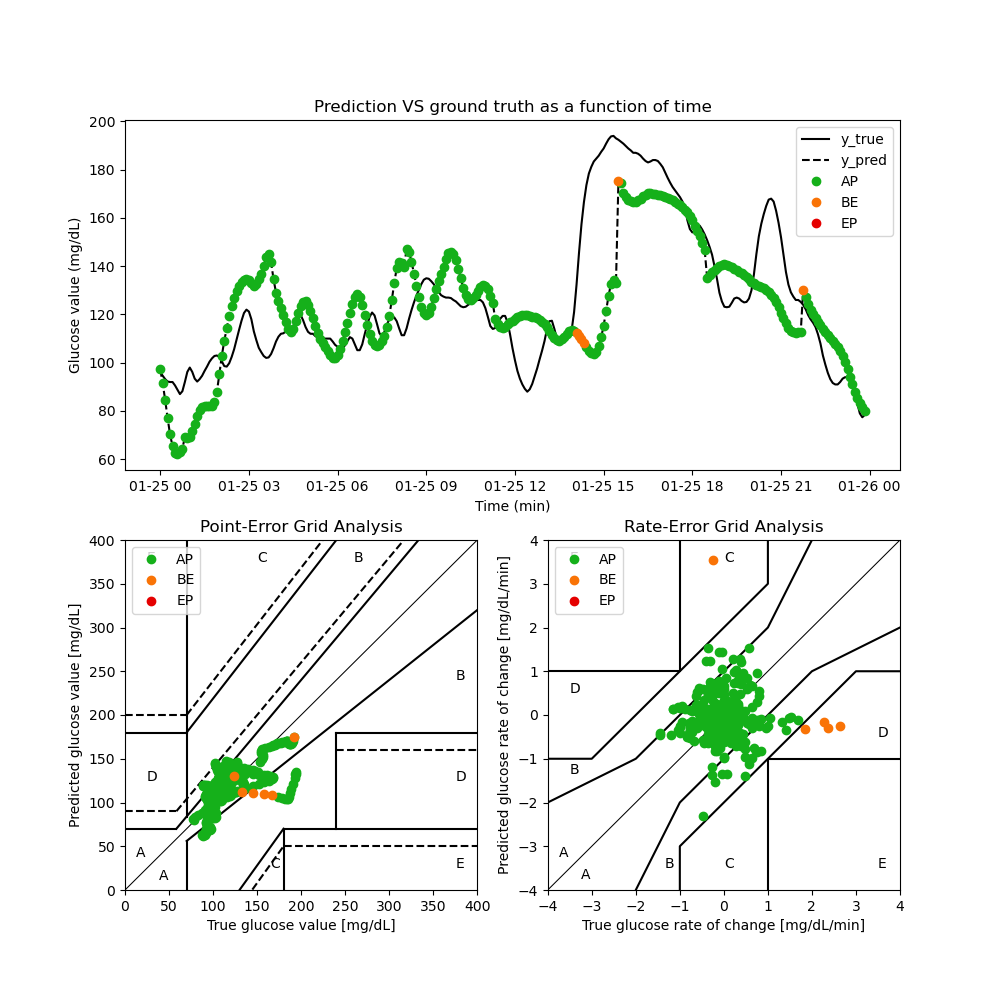 Prediction VS ground truth as a function of time
Glucose value (mg/dL)
200
180
160
140
120
100
80
60
y_true
y_pred
AP
BE
EP
01-25 00 01-25 03 01-25 06 01-25 09 01-25 12 01-25 15 01-25 18 01-25 21 01-26 00
Time (min)
Point-Error Grid Analysis
Predicted glucose value [mg/dL]
400
350
300
250
200
150
100
50
0
AP
BE
EP
C
B
B
D
D
A
A
C
E
0 50 100 150 200 250 300 350 400
True glucose value [mg/dL]
Rate-Error Grid Analysis
Predicted glucose rate of change [mg/dL/min]
4
3
2
1
0
−1
−2
−3
−4
AP
BE
EP
C
D
D
B
A
A
B
C
E
−4 −3 −2 −1 0 1 2 3 4
True glucose rate of change [mg/dL/min]